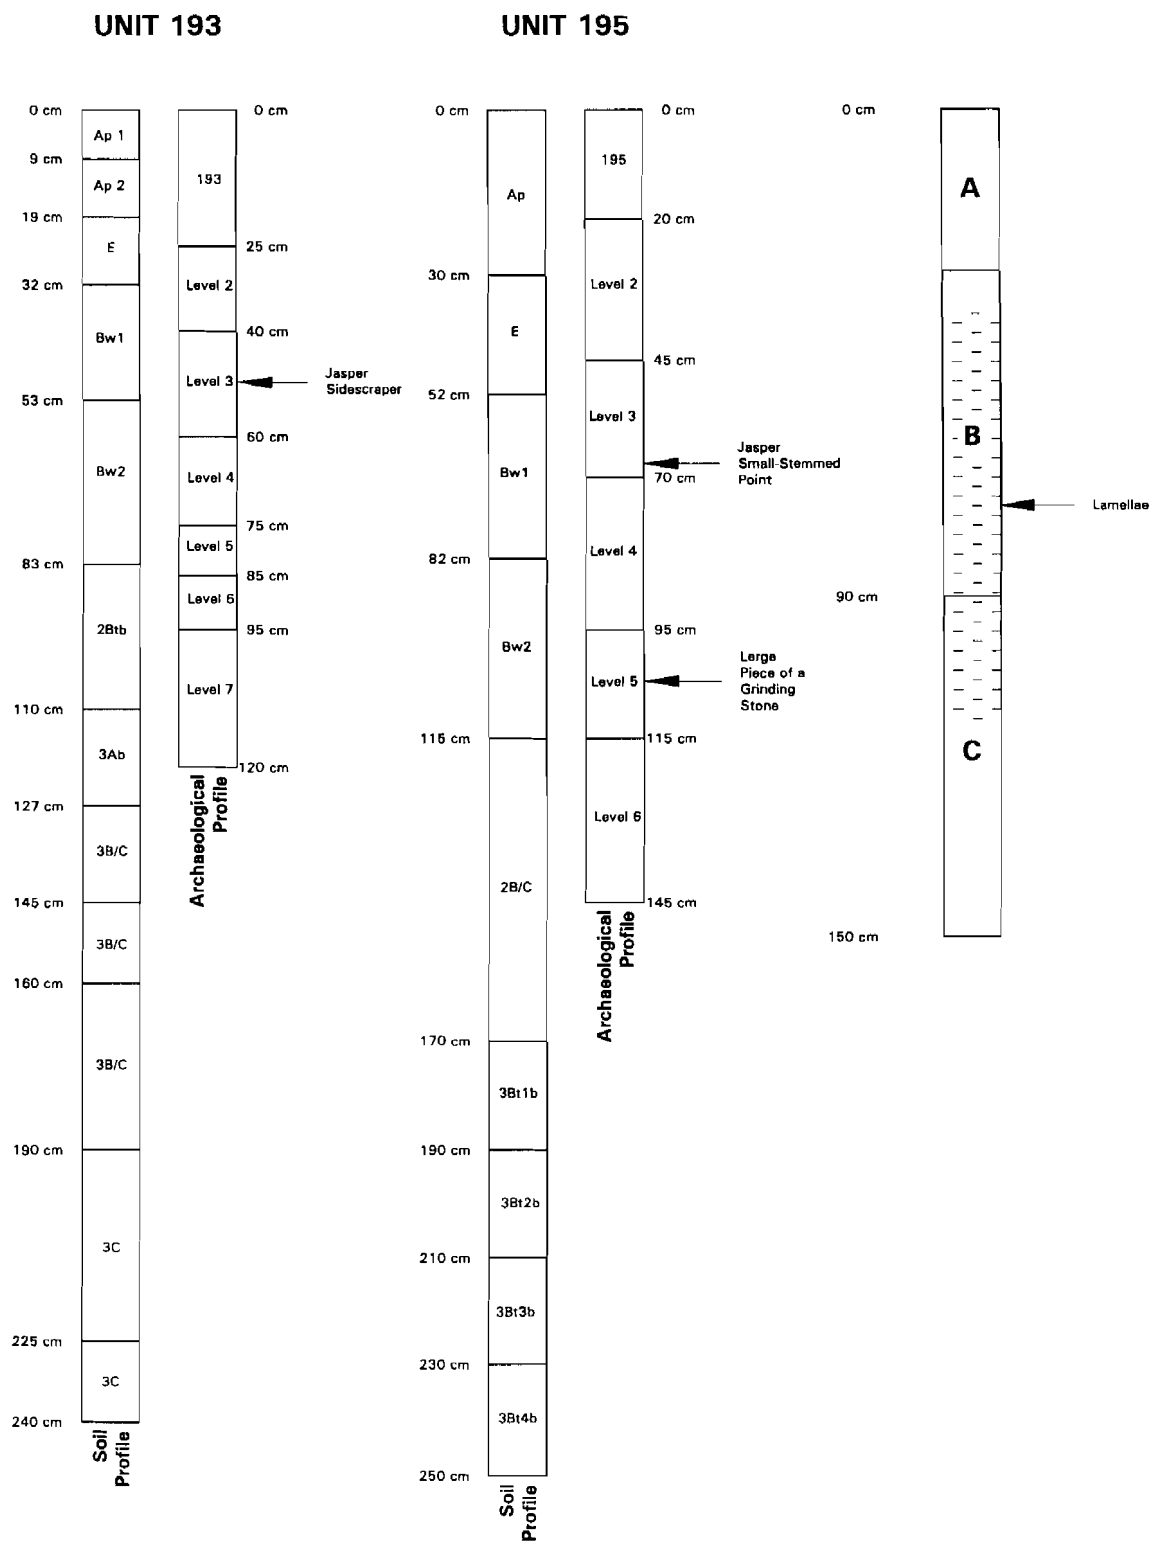 UNIT 193
0 cm
9 cm
19 cm
32 cm
53 cm
83 cm
110 cm
127 cm
145 cm
160 cm
190 cm
225 cm
240 cm
Ap 1
Ap 2
E
Bw1
Bw2
2Btb
3Ab
3B/C
3B/C
3B/C
3C
3C
Soil
Profile
193
Level 2
Level 3
Level 4
Level 5
Level 6
Level 7
0 cm
25 cm
40 cm
60 cm
75 cm
85 cm
95 cm
120 cm
Archaeological
Profile
Jasper
Sidescraper
UNIT 195
0 cm
30 cm
52 cm
82 cm
115 cm
170 cm
190 cm
210 cm
230 cm
250 cm
Ap
E
Bw1
Bw2
2B/C
3Bt1b
3Bt2b
3Bt3b
3Bt4b
Soil
Profile
195
Level 2
Level 3
Level 4
Level 5
Level 6
0 cm
20 cm
45 cm
70 cm
95 cm
115 cm
145 cm
Archaeological
Profile
Jasper
Small-Stemmed
Point
Large
Piece of a
Grinding
Stone
0 cm
90 cm
150 cm
A
B
C
Lamellae